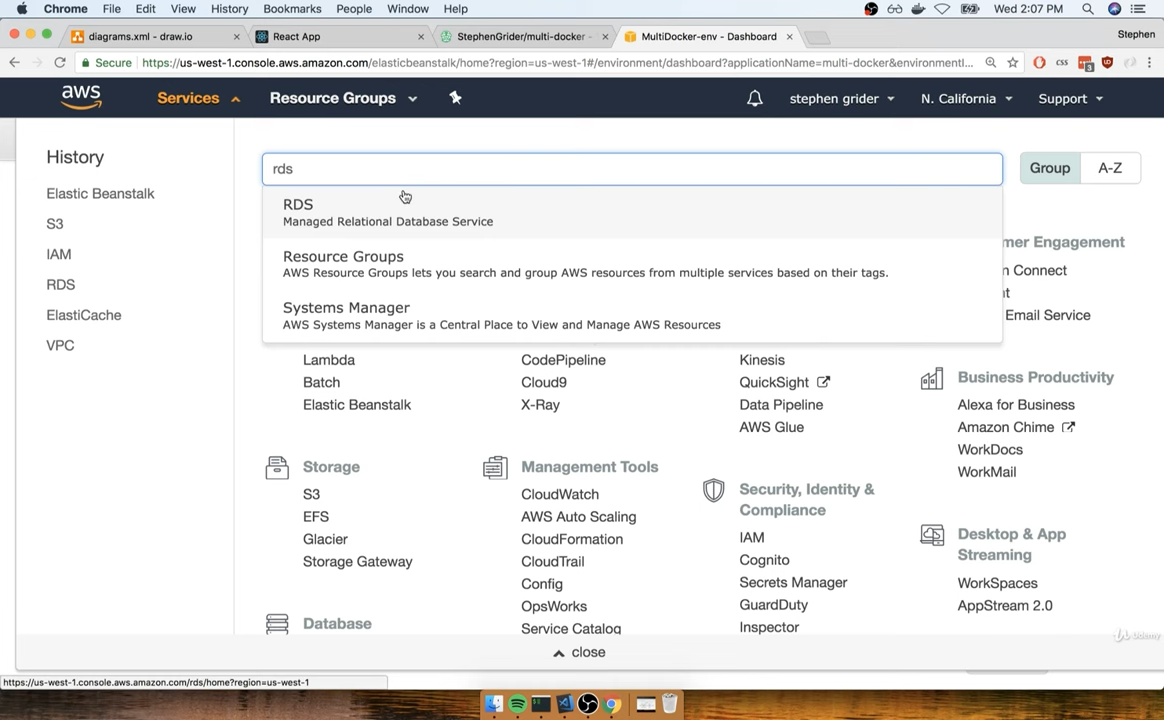 Chrome File Edit View History Bookmarks People Window Help Wed 2:07 PM
diagrams.xml - draw.io
React App
StephenGrider/multi-docker -
MultiDocker-env - Dashboard
Stephen
Secure https://us-west-1.console.aws.amazon.com/elasticbeanstalk/home?region=us-west-1#/environment/dashboard?applicationName=multi-docker&environmentI...
css
3
aws Services Resource Groups stephen grider N. California Support
History
Elastic Beanstalk
S3
IAM
RDS
ElastiCache
VPC
rds
Group A-Z
RDS
Managed Relational Database Service
Resource Groups
AWS Resource Groups lets you search and group AWS resources from multiple services based on their tags.
Systems Manager
AWS Systems Manager is a Central Place to View and Manage AWS Resources
Lambda
Batch
Elastic Beanstalk
Storage
S3
EFS
Glacier
Storage Gateway
Database
CodePipeline
Cloud9
X-Ray
Management Tools
CloudWatch
AWS Auto Scaling
CloudFormation
CloudTrail
Config
OpsWorks
Service Catalog
Kinesis
QuickSight
Data Pipeline
AWS Glue
Security, Identity &
Compliance
IAM
Cognito
Secrets Manager
GuardDuty
Inspector
mer Engagement
n Connect
nt
Email Service
Business Productivity
Alexa for Business
Amazon Chime
WorkDocs
WorkMail
Desktop & App
Streaming
WorkSpaces
AppStream 2.0
close
Udemy
https://us-west-1.console.aws.amazon.com/rds/home?region=us-west-1